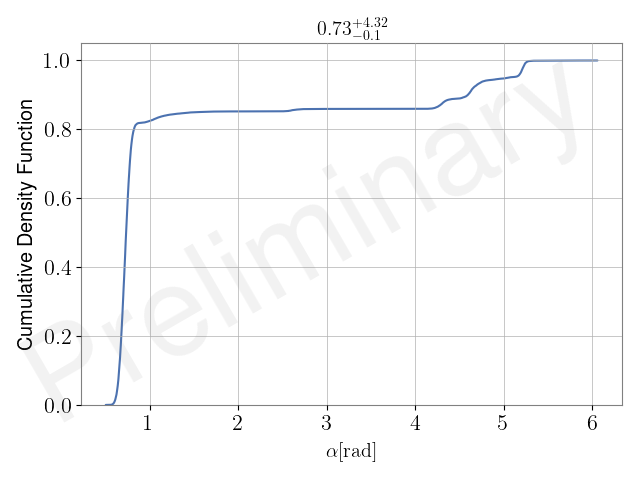 0.73^{+4.32}_{-0.1}
Cumulative Density Function
1.0
0.8
0.6
0.4
0.2
0.0
1 2 3 4 5 6
α[rad]
Preliminary